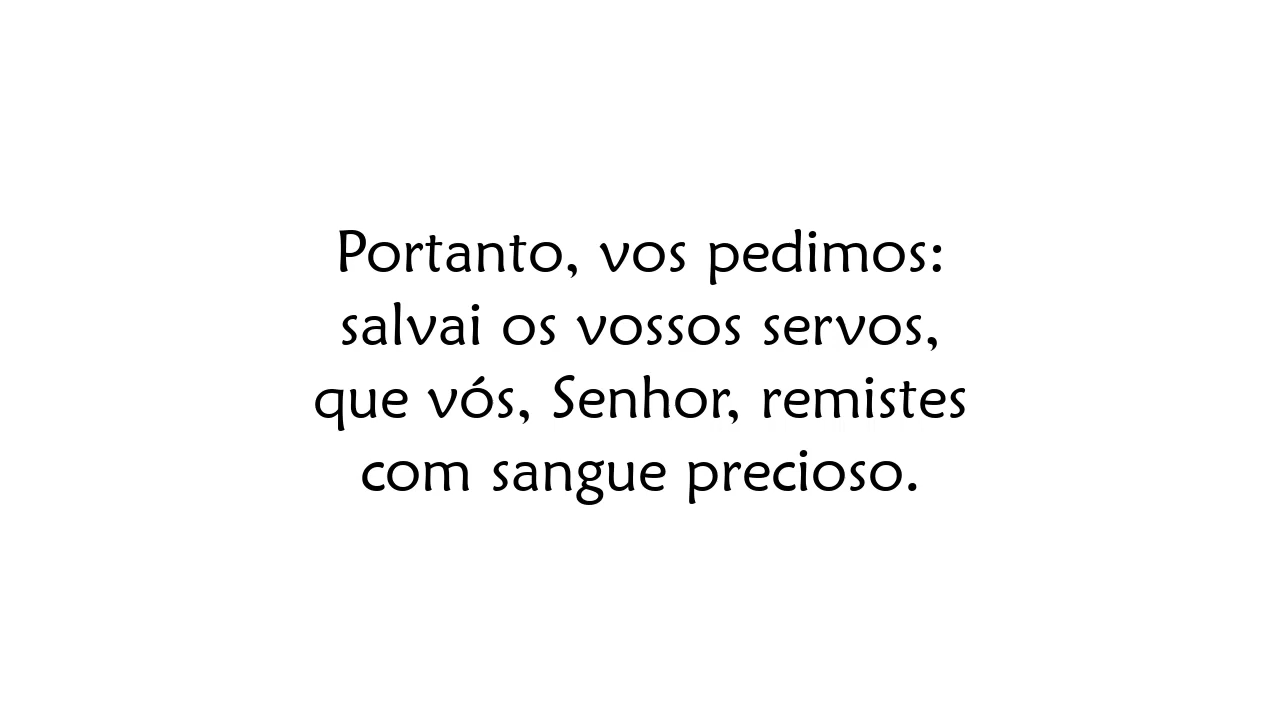 Portanto, vos pedimos:
salvai os vossos servos,
que vós, Senhor, remistes
com sangue precioso.